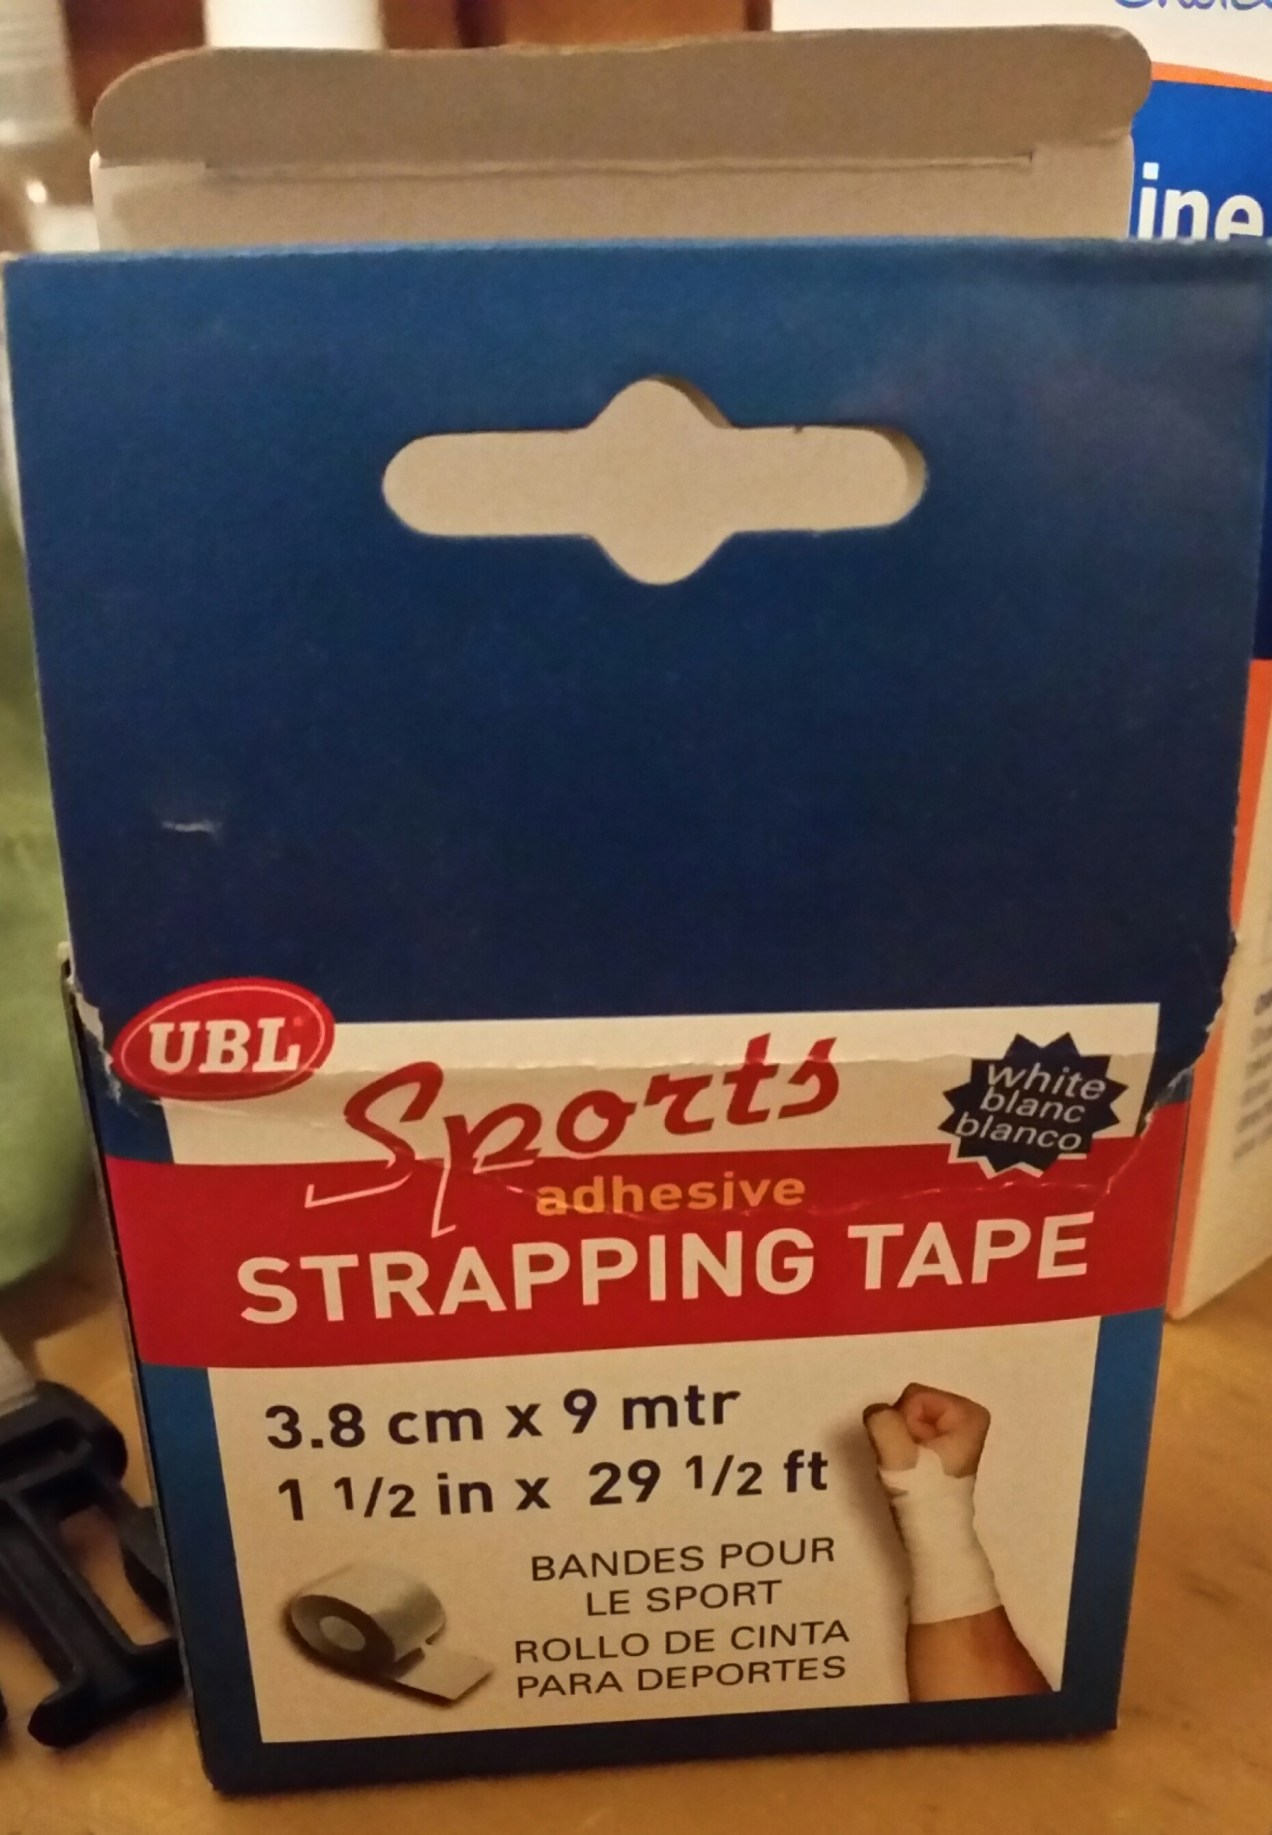 ine
UBL
Sports
white
blanc
blanco
adhesive
STRAPPING TAPE
3.8 cm x 9 mtr
1 1/2 in x 29 1/2 ft
BANDES POUR
LE SPORT
ROLLO DE CINTA
PARA DEPORTES